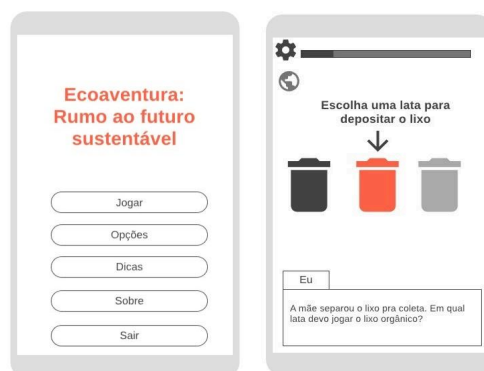 Ecoaventura:
Rumo ao futuro
sustentável
Jogar
Opções
Dicas
Sobre
Sair
Escolha uma lata para
depositar o lixo
Eu
A mãe separou o lixo pra coleta. Em qual
lata devo jogar o lixo orgânico?